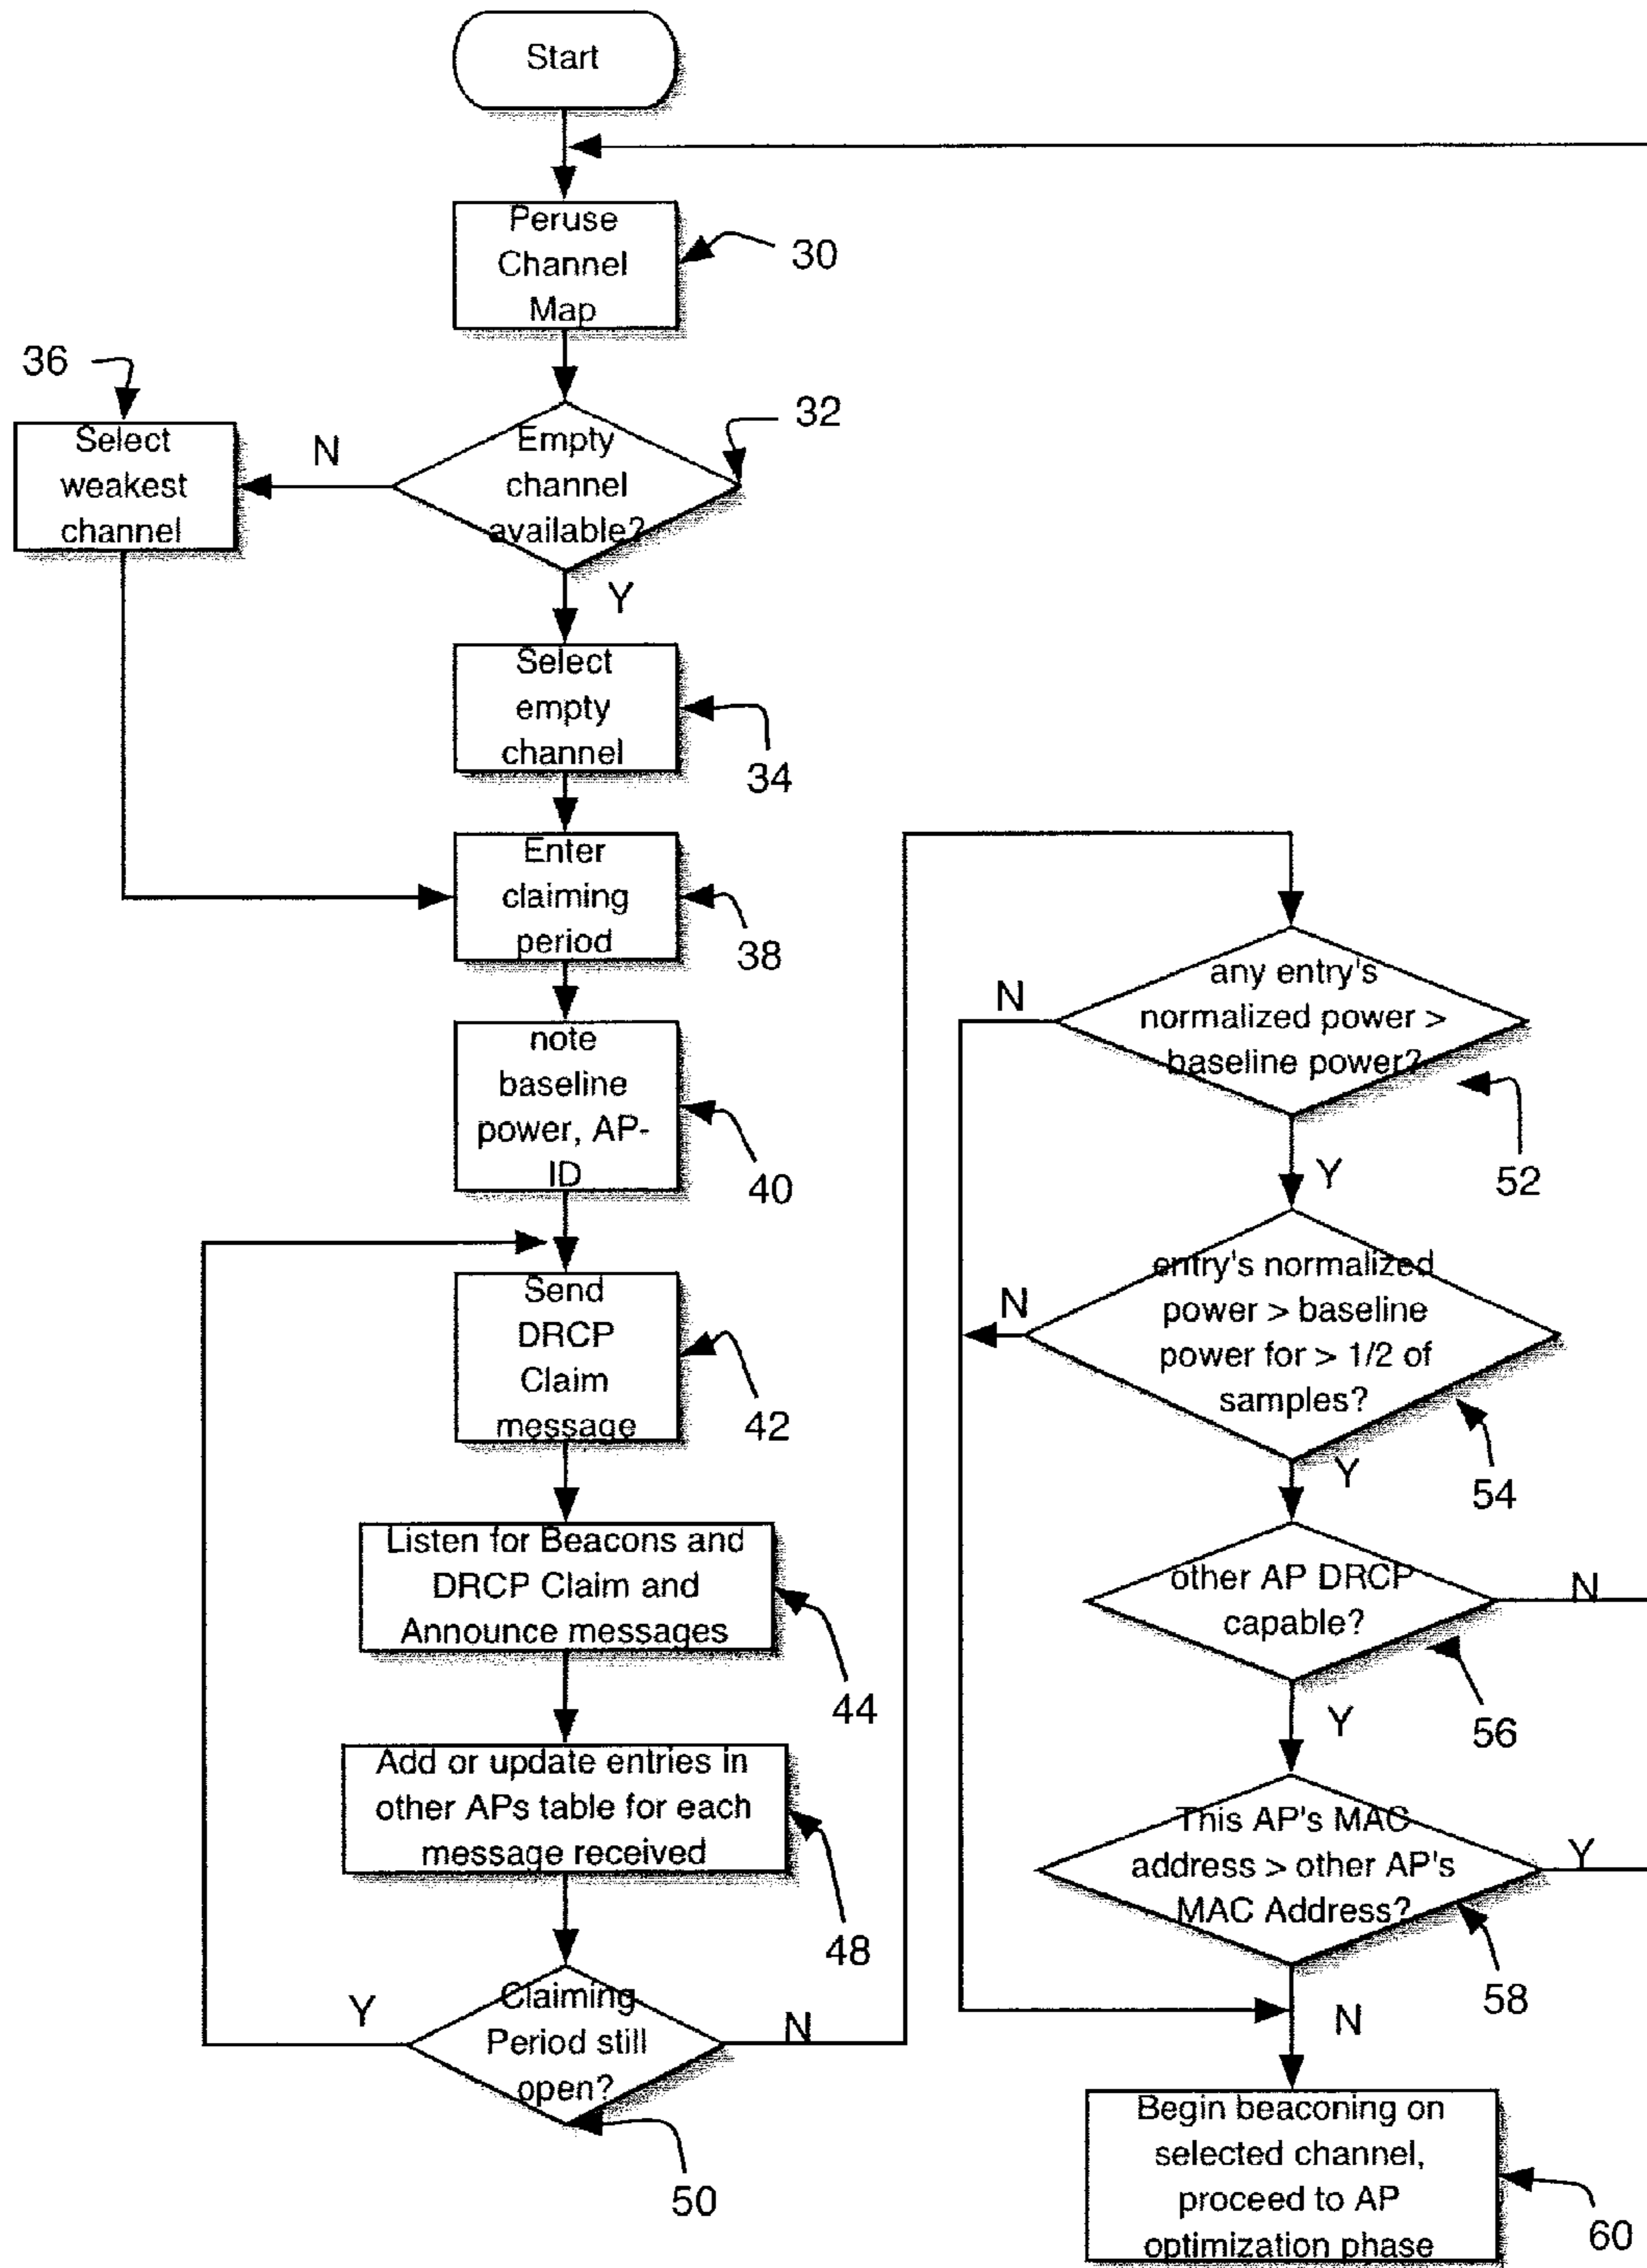 Start
Peruse
Channel
Map
30
36
Select
weakest
channel
N
Empty
channel
available?
32
Y
Select
empty
channel
34
Enter
claiming
period
38
note
baseline
power, AP-
ID
40
Send
DRCP
Claim
message
42
Listen for Beacons and
DRCP Claim and
Announce messages
44
Add or update entries in
other APs table for each
message received
48
Y
Claiming
Period still
open?
N
50
N
any entry's
normalized power >
baseline power?
52
Y
N
entry's normalized
power > baseline
power for > 1/2 of
samples?
54
Y
other AP DRCP
capable?
N
56
Y
This AP's MAC
address > other AP's
MAC Address?
Y
58
N
Begin beaconing on
selected channel,
proceed to AP
optimization phase
60